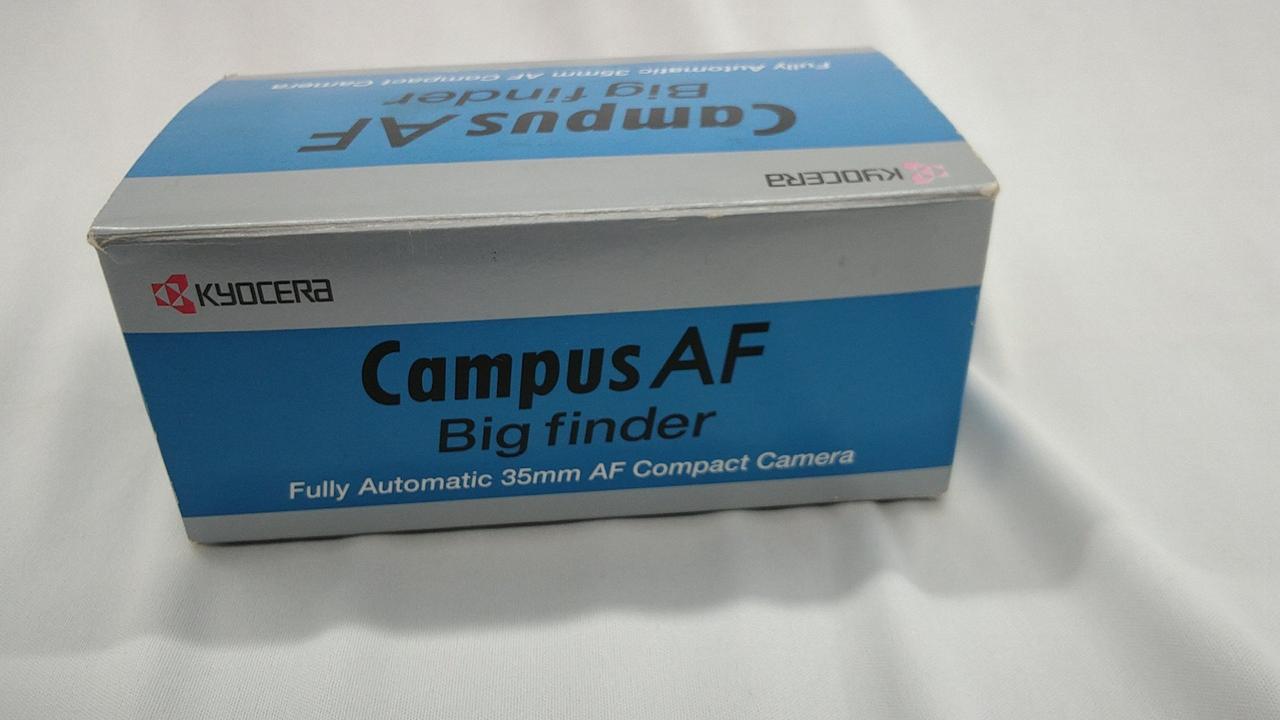 Fully Automatic 35mm AF Compact Camera
Big finder
Campus AF
KYOCERA
KYOCERA
Campus AF
Big finder
Fully Automatic 35mm AF Compact Camera